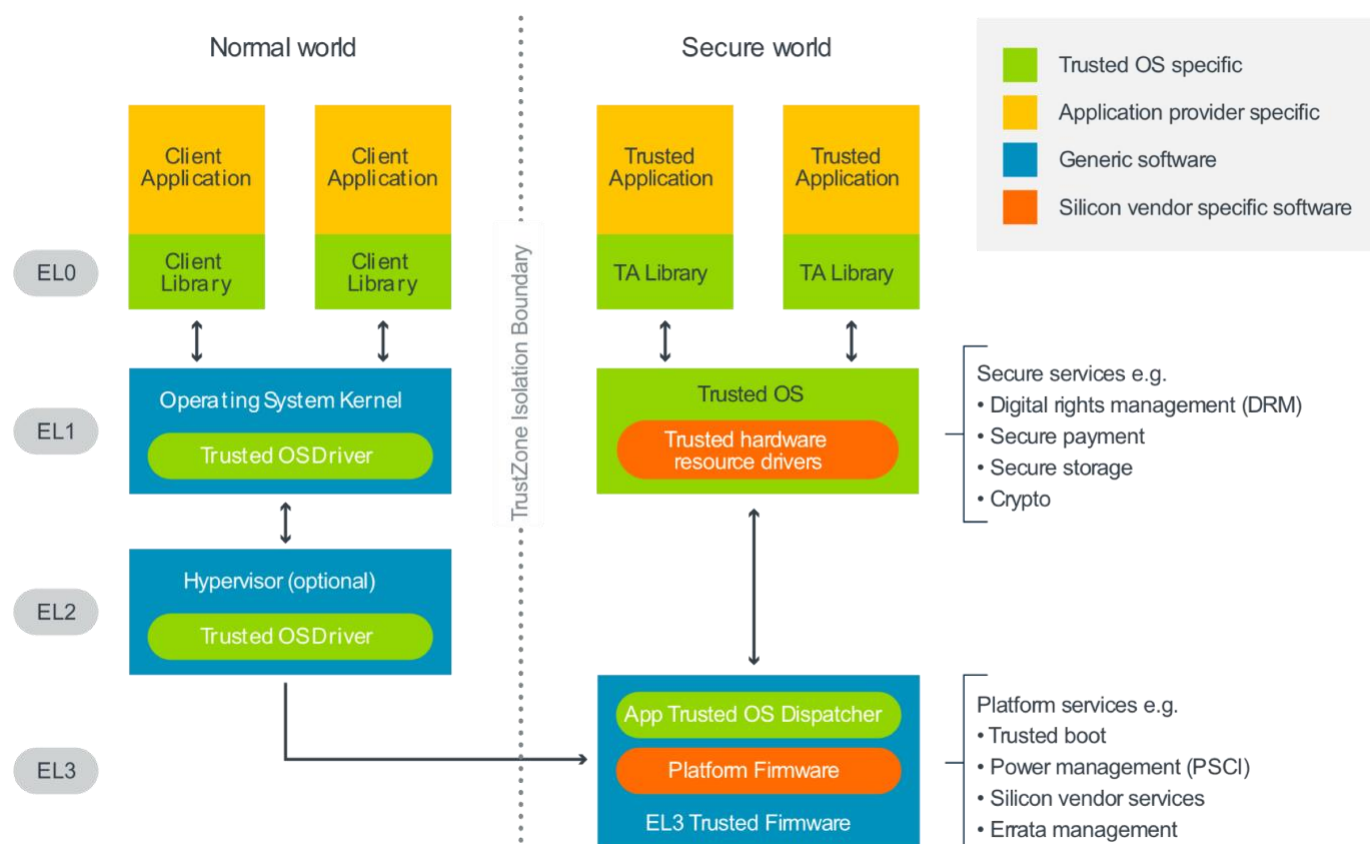 Normal world
Secure world
Trusted OS specific
Application provider specific
Generic software
Silicon vendor specific software
Client
Application
Client
Application
Trusted
Application
Trusted
Application
EL0
Client
Library
Client
Library
TA Library
TA Library
TrustZone Isolation Boundary
EL1
Operating System Kernel
Trusted OS Driver
Trusted OS
Trusted hardware
resource drivers
Secure services e.g.
• Digital rights management (DRM)
• Secure payment
• Secure storage
• Crypto
EL2
Hypervisor (optional)
Trusted OS Driver
EL3
App Trusted OS Dispatcher
Platform Firmware
EL3 Trusted Firmware
Platform services e.g.
• Trusted boot
• Power management (PSCI)
• Silicon vendor services
• Errata management